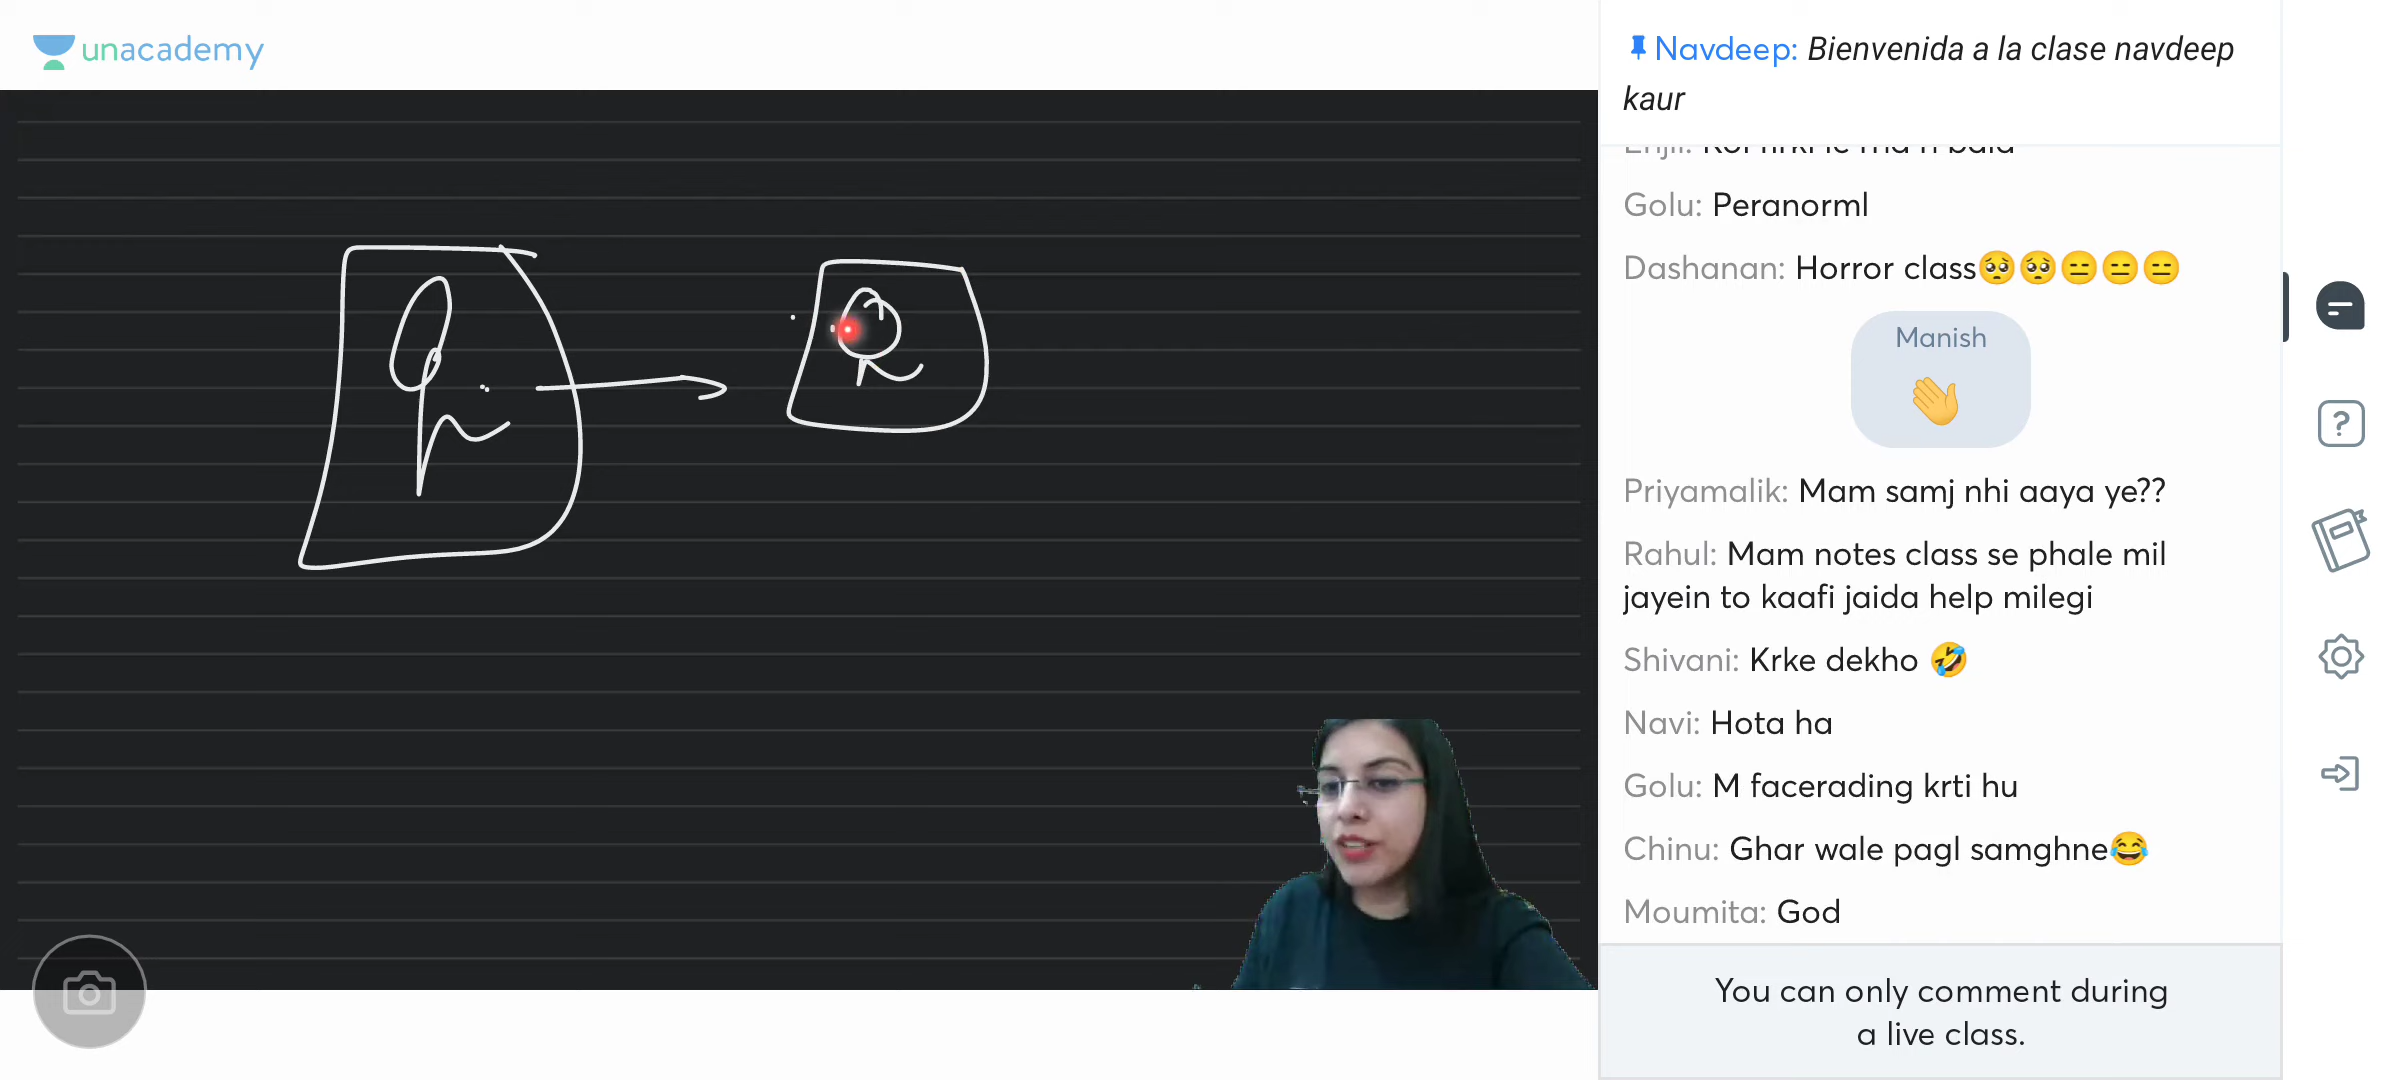 unacademy
Navdeep: Bienvenida a la clase navdeep
kaur
Golu: Peranorml
Dashanan: Horror class🥺🥺😑😑😑
Manish
👏
Priyamalik: Mam samj nhi aaya ye??
Rahul: Mam notes class se phale mil
jayein to kaafi jaida help milegi
Shivani: Krke dekho 🤣
Navi: Hota ha
Golu: M facerading krti hu
Chinu: Ghar wale pagl samghne😂
Moumita: God
You can only comment during
a live class.